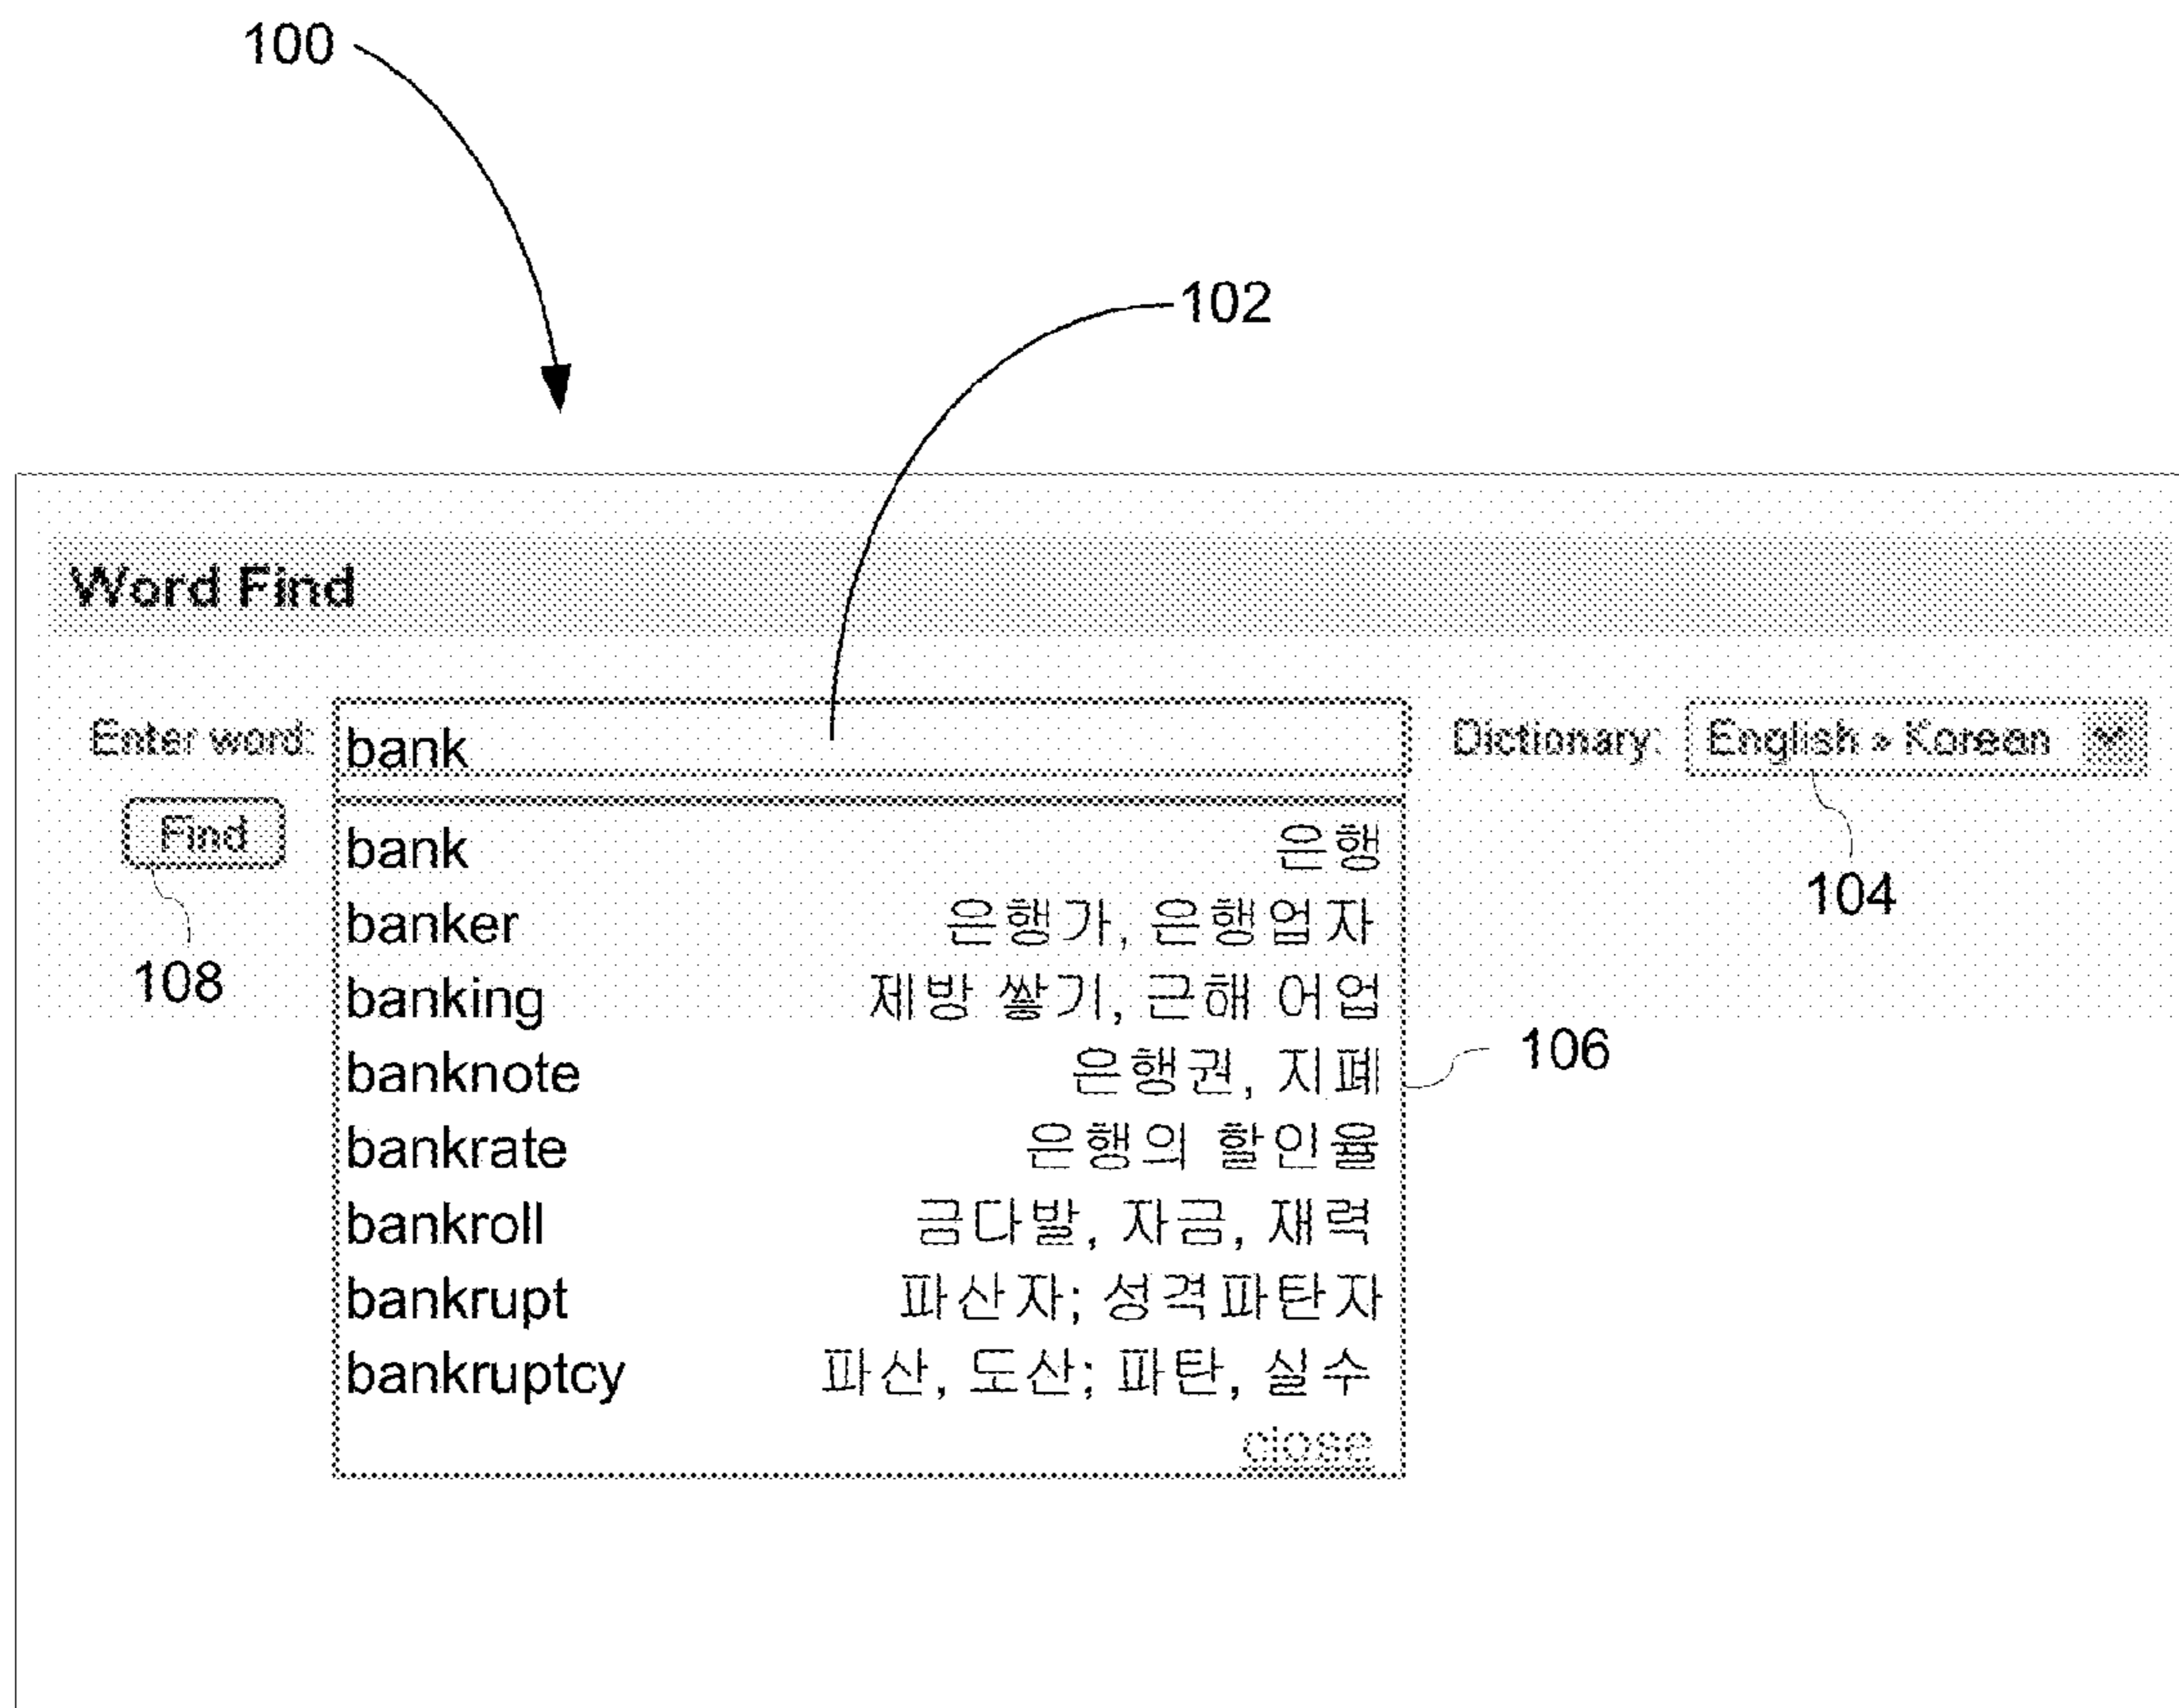 100
102
Word Find
Enter word: bank Dictionary: English » Korean
Find
bank 은행
104
banker 은행가, 은행업자
108
banking 제방 쌓기, 근해 어업
106
banknote 은행권, 지폐
bankrate 은행의 할인율
bankroll 금다발, 자금, 재력
bankrupt 파산자; 성격파탄자
bankruptcy 파산, 도산; 파탄, 실수
close